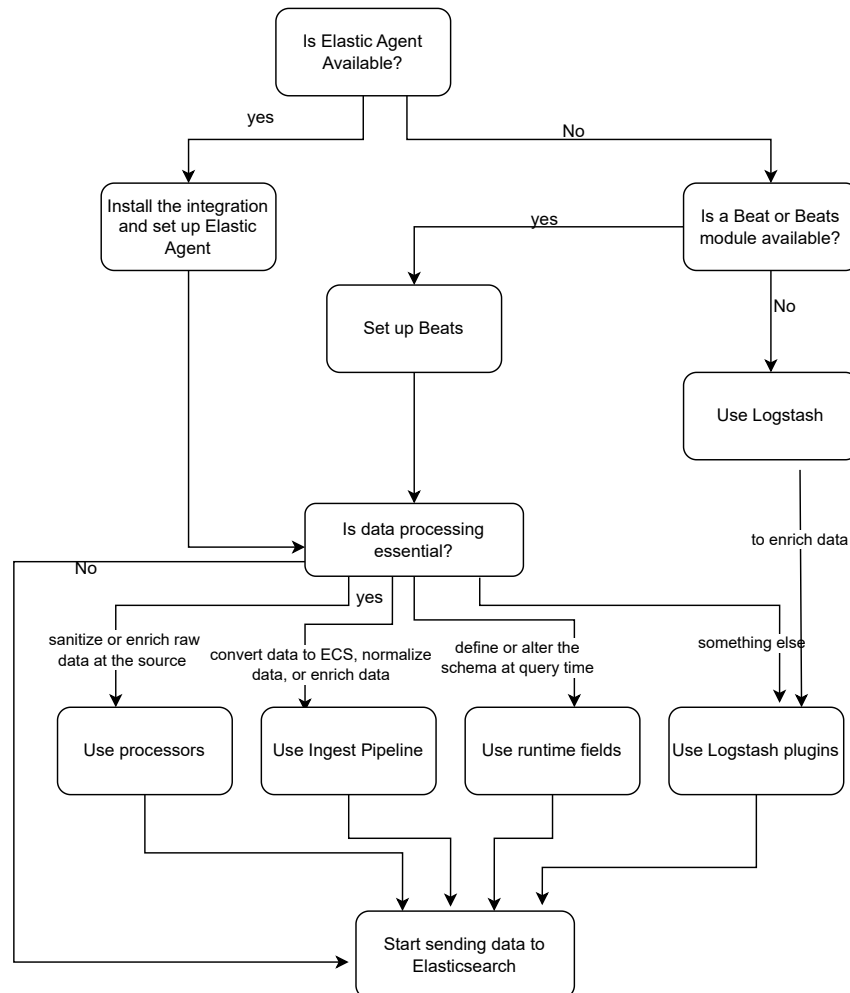 Is Elastic Agent
Available?
yes
No
Install the integration
and set up Elastic
Agent
Is a Beat or Beats
module available?
yes
No
Set up Beats
Use Logstash
Is data processing
essential?
to enrich data
No
yes
sanitize or enrich raw
data at the source
convert data to ECS, normalize
data, or enrich data
define or alter the
schema at query time
something else
Use processors
Use Ingest Pipeline
Use runtime fields
Use Logstash plugins
Start sending data to
Elasticsearch